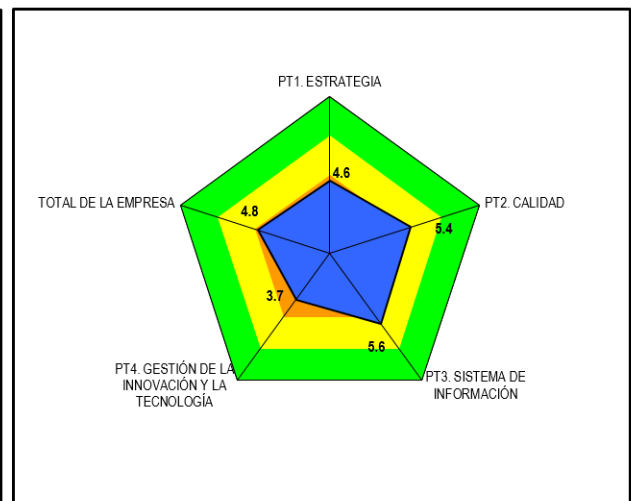 PT1. ESTRATEGIA
4.6
TOTAL DE LA EMPRESA
4.8
PT2. CALIDAD
5.4
3.7
5.6
PT4. GESTIÓN DE LA
INNOVACIÓN Y LA
TECNOLOGÍA
PT3. SISTEMA DE
INFORMACIÓN